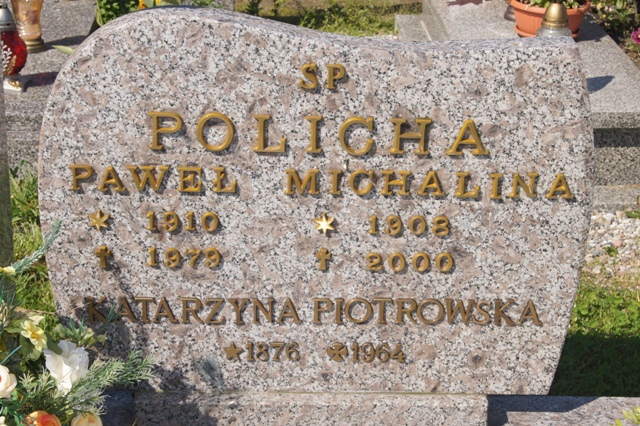 SP
POLICHA
PAWEŁ MICHALINA
1910 1908
1979 2000
KATARZYNA PIOTROWSKA
1876 1964